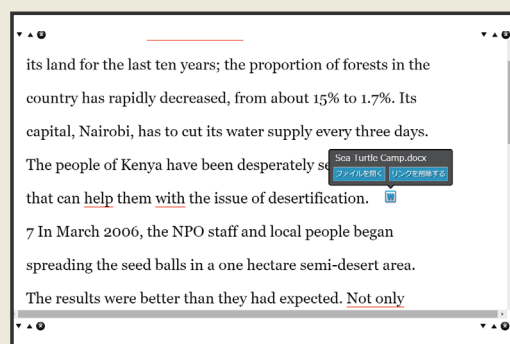 its land for the last ten years; the proportion of forests in the
country has rapidly decreased, from about 15% to 1.7%. Its
capital, Nairobi, has to cut its water supply every three days.
The people of Kenya have been desperately se
Sea Turtle Camp.docx
ファイルを開く リンクを削除する
that can help them with the issue of desertification. W
7 In March 2006, the NPO staff and local people began
spreading the seed balls in a one hectare semi-desert area.
The results were better than they had expected. Not only